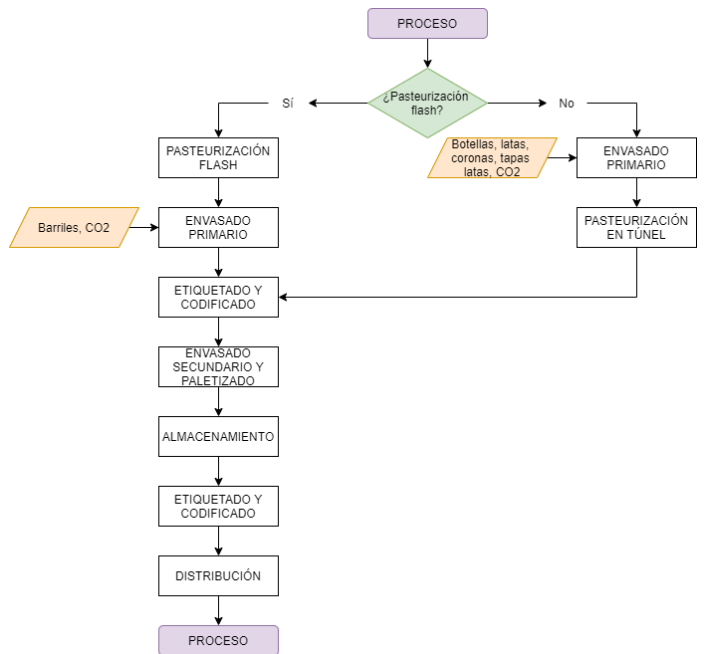 PROCESO
¿Pasteurización
flash?
Sí
No
PASTEURIZACIÓN
FLASH
Botellas, latas,
coronas, tapas
latas, CO2
ENVASADO
PRIMARIO
Barriles, CO2
ENVASADO
PRIMARIO
PASTEURIZACIÓN
EN TÚNEL
ETIQUETADO Y
CODIFICADO
ENVASADO
SECUNDARIO Y
PALETIZADO
ALMACENAMIENTO
ETIQUETADO Y
CODIFICADO
DISTRIBUCIÓN
PROCESO